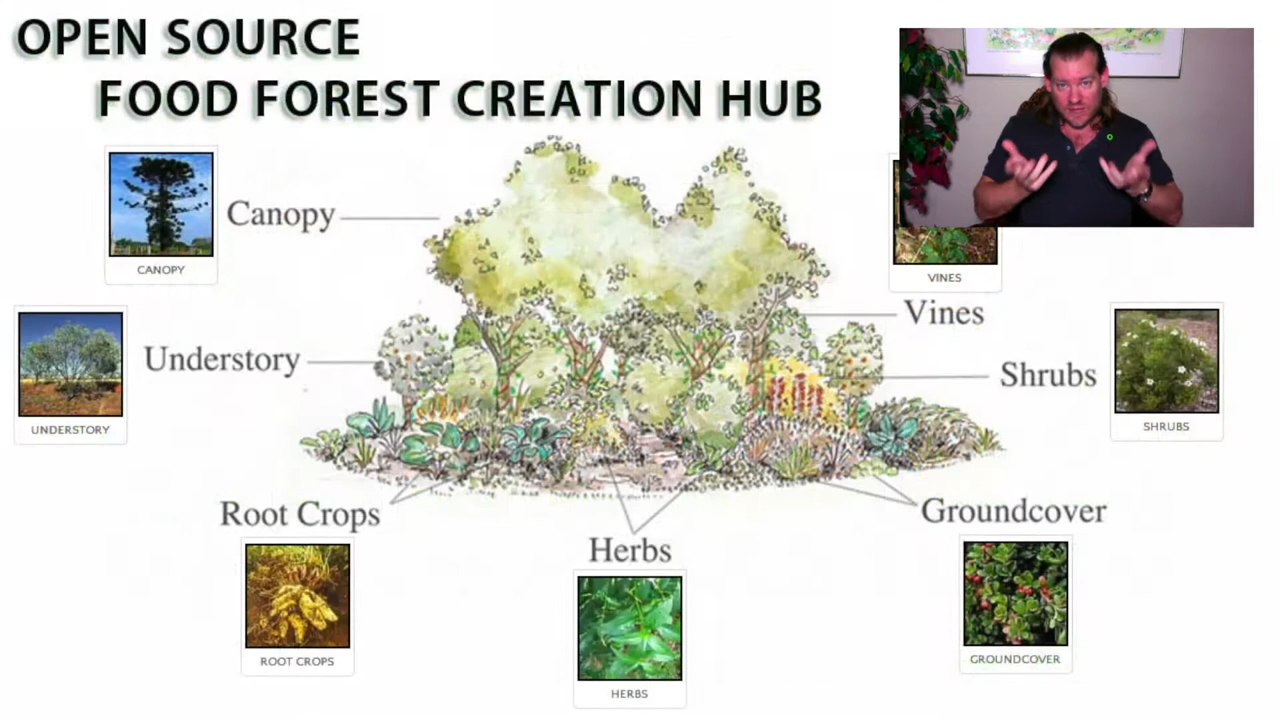 OPEN SOURCE
FOOD FOREST CREATION HUB
CANOPY
Canopy
VINES
Vines
UNDERSTORY
Understory
Shrubs
SHRUBS
Root Crops
ROOT CROPS
Herbs
HERBS
Groundcover
GROUNDCOVER